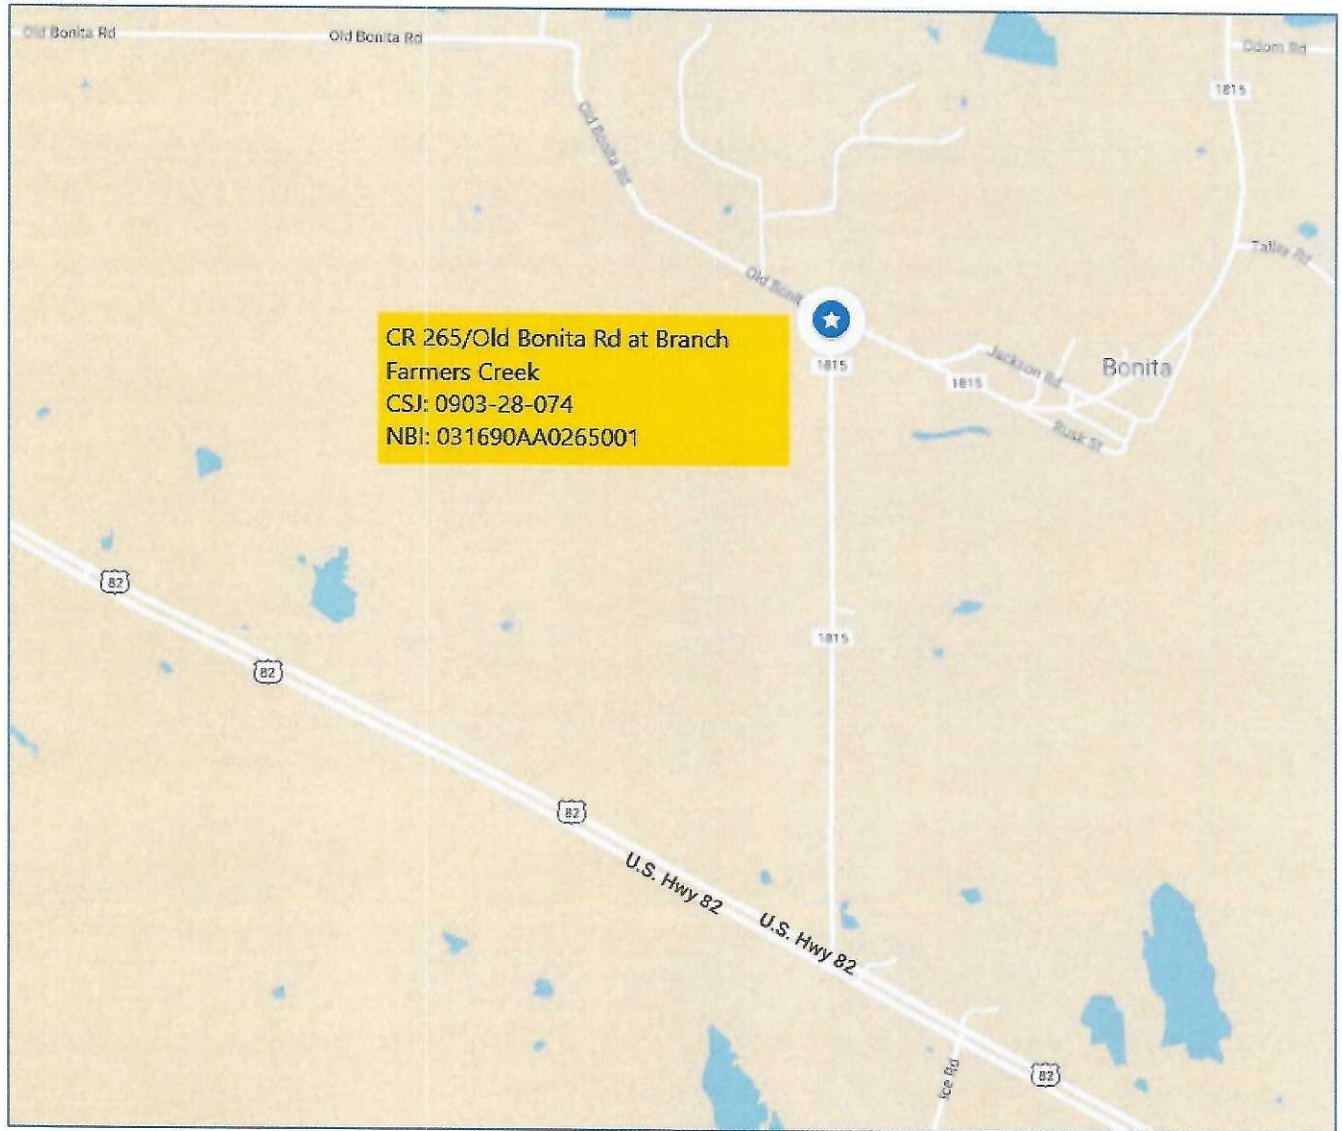 Old Bonita Rd
Old Bonita Rd
Odom Rd
1815
Old Bonita Rd
Talley Rd
Old Bonit
CR 265/Old Bonita Rd at Branch
Farmers Creek
CSJ: 0903-28-074
NBI: 031690AA0265001
1815
Jackson Rd
Bonita
1815
Rusk St
82
1815
82
82
U.S. Hwy 82
U.S. Hwy 82
Ice Rd
82